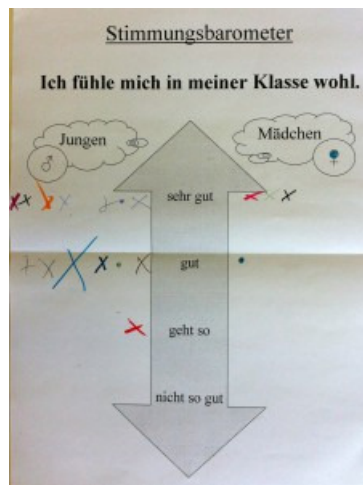 Stimmungsbarometer
Ich fühle mich in meiner Klasse wohl.
Jungen
Mädchen
♂
♀
sehr gut
gut
geht so
nicht so gut